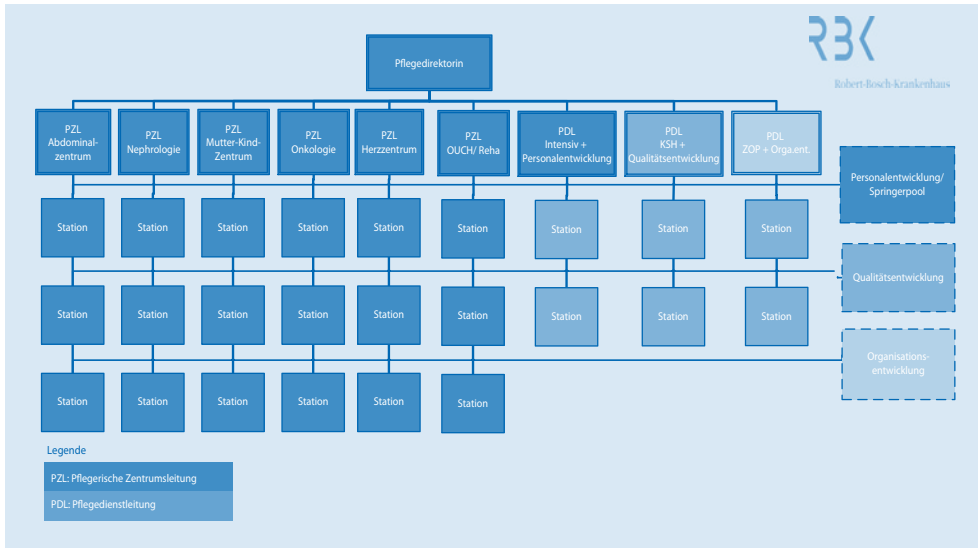 RBK
Robert-Bosch-Krankenhaus
Pflegedirektorin
PZL
Abdominal-
zentrum
PZL
Nephrologie
PZL
Mutter-Kind-
Zentrum
PZL
Onkologie
PZL
Herzzentrum
PZL
OUCH/ Reha
PDL
Intensiv +
Personalentwicklung
PDL
KSH +
Qualitätsentwicklung
PDL
ZOP + Orga.ent.
Personalentwicklung/
Springerpool
Station
Station
Station
Station
Station
Station
Station
Station
Station
Qualitätsentwicklung
Station
Station
Station
Station
Station
Station
Station
Station
Station
Organisations-
entwicklung
Station
Station
Station
Station
Station
Station
Legende
PZL: Pflegerische Zentrumsleitung
PDL: Pflegedienstleitung